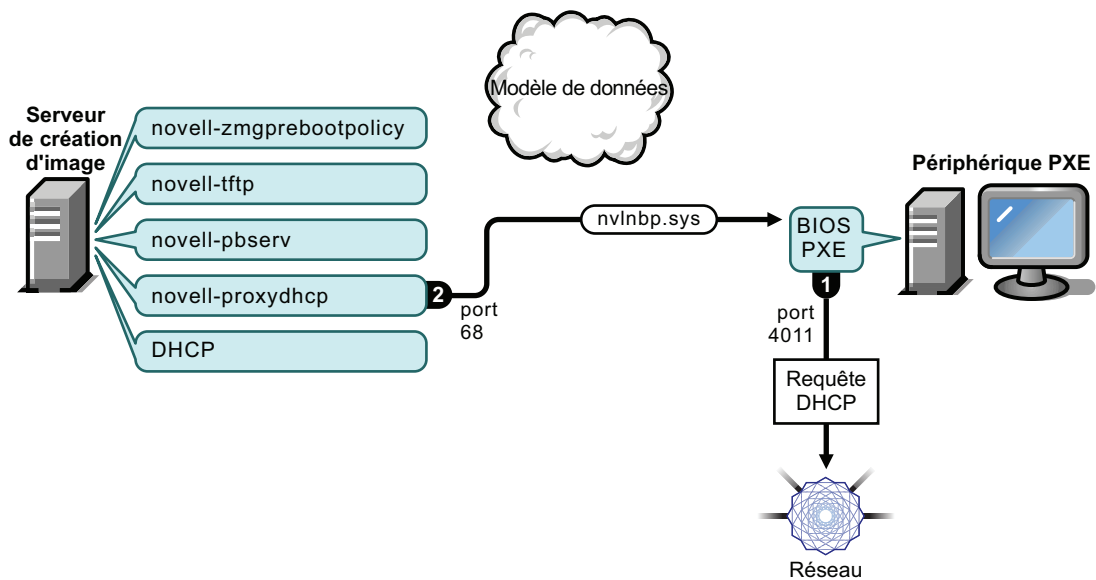 Modèle de données
Serveur
de création
d'image
novell-zmgprebootpolicy
novell-tftp
novell-pbserv
novell-proxydhcp
DHCP
2
port
68
nvlnbp.sys
BIOS
PXE
1
port
4011
Périphérique PXE
Requête
DHCP
Réseau